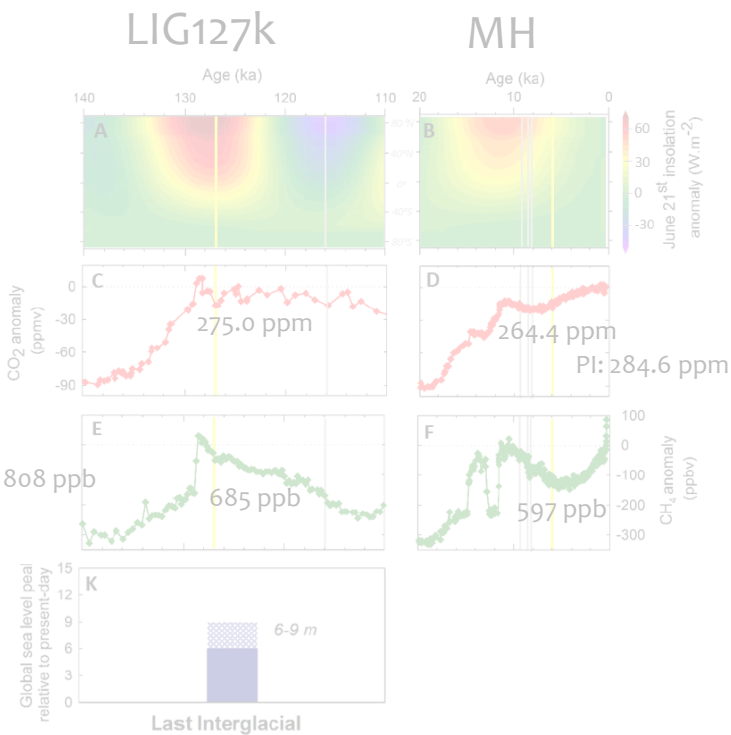 LIG127k
MH
Age (ka)
Age (ka)
140 130 120 110
20 10 0
A
B
80°N
40°N
0°
40°S
80°S
60
30
0
-30
June 21st insolation
anomaly (W.m-2)
C
D
0
-30
-60
-90
CO2 anomaly
(ppmv)
275.0 ppm
264.4 ppm
PI: 284.6 ppm
E
F
808 ppb
685 ppb
597 ppb
100
0
-100
-200
-300
CH4 anomaly
(ppbv)
K
15
12
9
6
3
0
Global sea level peal
relative to present-day
6-9 m
Last Interglacial